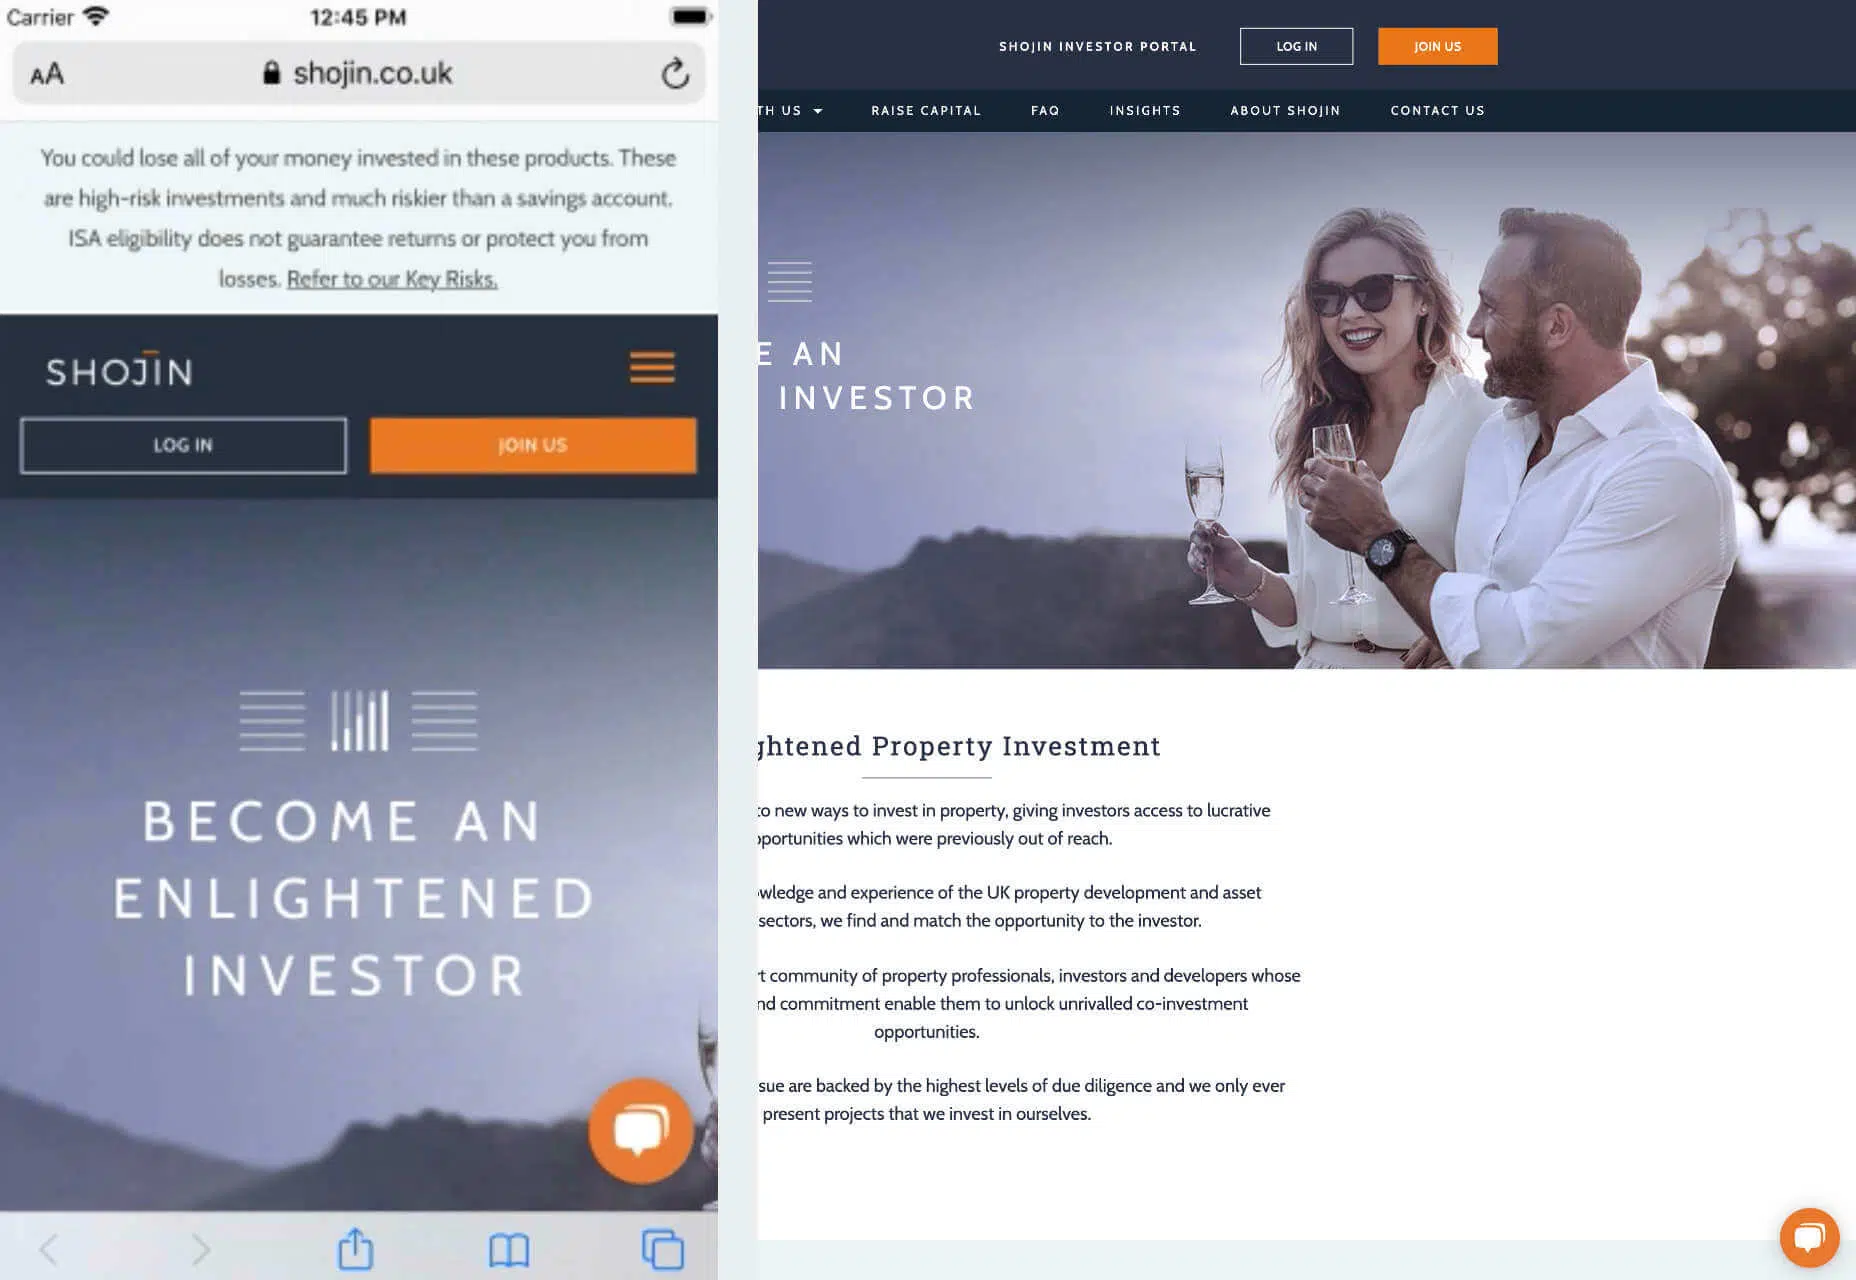 Carrier
12:45 PM
AA
shojin.co.uk
You could lose all of your money invested in these products. These
are high-risk investments and much riskier than a savings account.
ISA eligibility does not guarantee returns or protect you from
losses. Refer to our Key Risks.
SHOJIN
LOG IN
JOIN US
BECOME AN
ENLIGHTENED
INVESTOR
SHOJIN INVESTOR PORTAL
LOG IN
JOIN US
TH US
RAISE CAPITAL
FAQ
INSIGHTS
ABOUT SHOJIN
CONTACT US
E AN
INVESTOR
ghtened Property Investment
to new ways to invest in property, giving investors access to lucrative
pportunities which were previously out of reach.
wledge and experience of the UK property development and asset
sectors, we find and match the opportunity to the investor.
rt community of property professionals, investors and developers whose
nd commitment enable them to unlock unrivalled co-investment
opportunities.
sue are backed by the highest levels of due diligence and we only ever
present projects that we invest in ourselves.